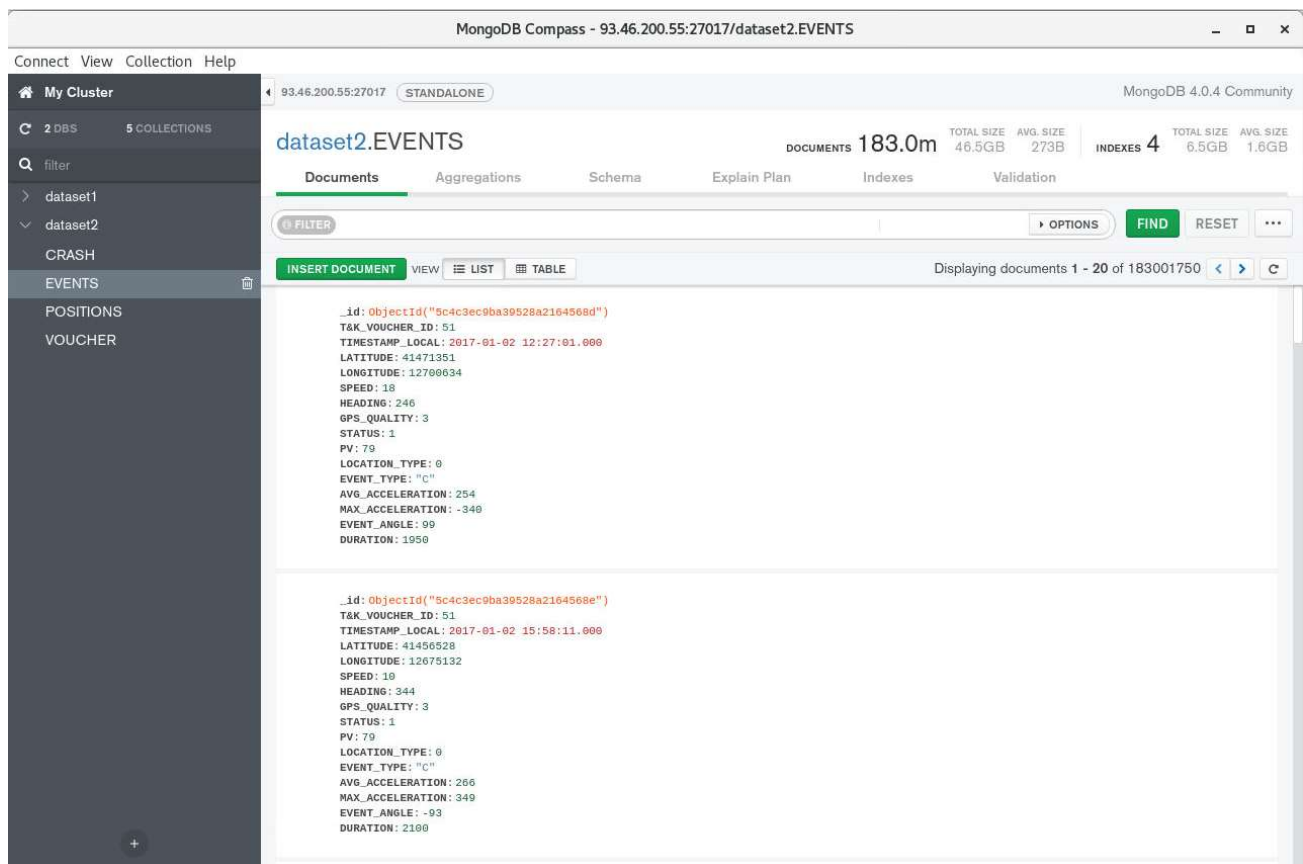 MongoDB Compass - 93.46.200.55:27017/dataset2.EVENTS
Connect View Collection Help
My Cluster
93.46.200.55:27017 STANDALONE MongoDB 4.0.4 Community
2 DBS 5 COLLECTIONS
filter
dataset1
dataset2
CRASH
EVENTS
POSITIONS
VOUCHER
dataset2.EVENTS
DOCUMENTS 183.0m TOTAL SIZE 46.5GB AVG. SIZE 273B INDEXES 4 TOTAL SIZE 6.5GB AVG. SIZE 1.6GB
Documents Aggregations Schema Explain Plan Indexes Validation
FILTER OPTIONS FIND RESET ...
INSERT DOCUMENT VIEW LIST TABLE Displaying documents 1 - 20 of 183001750 < > C
_id: ObjectId("5c4c3ec9ba39528a2164568d")
T&K_VOUCHER_ID: 51
TIMESTAMP_LOCAL: 2017-01-02 12:27:01.000
LATITUDE: 41471351
LONGITUDE: 12700634
SPEED: 18
HEADING: 246
GPS_QUALITY: 3
STATUS: 1
PV: 79
LOCATION_TYPE: 0
EVENT_TYPE: "C"
AVG_ACCELERATION: 254
MAX_ACCELERATION: -340
EVENT_ANGLE: 99
DURATION: 1950
_id: ObjectId("5c4c3ec9ba39528a2164568e")
T&K_VOUCHER_ID: 51
TIMESTAMP_LOCAL: 2017-01-02 15:58:11.000
LATITUDE: 41456528
LONGITUDE: 12675132
SPEED: 10
HEADING: 344
GPS_QUALITY: 3
STATUS: 1
PV: 79
LOCATION_TYPE: 0
EVENT_TYPE: "C"
AVG_ACCELERATION: 266
MAX_ACCELERATION: 349
EVENT_ANGLE: -93
DURATION: 2100